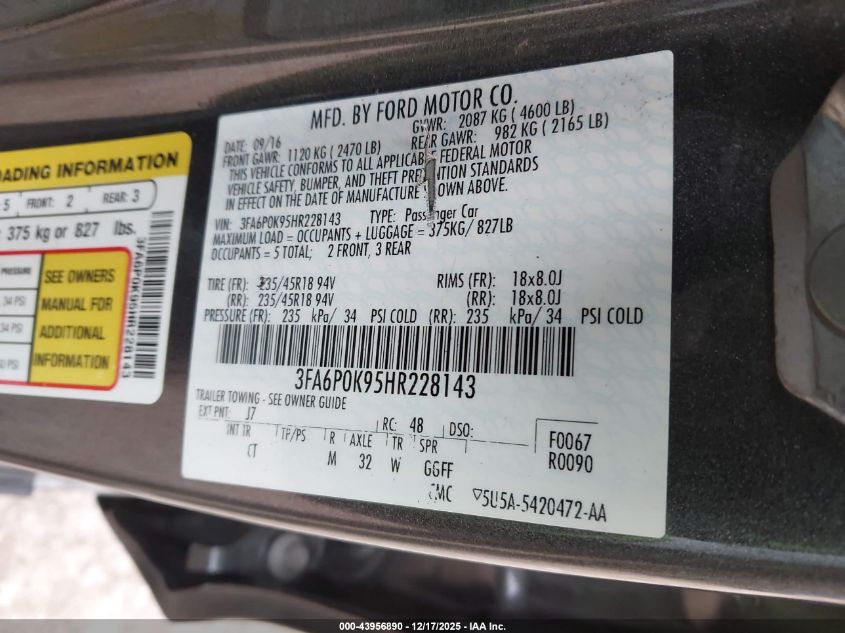 OADING INFORMATION
5 FRONT: 2 REAR: 3
: 375 kg or 827 lbs.
SEE OWNERS
MANUAL FOR
ADDITIONAL
INFORMATION
34 PSI
34 PSI
PSI
3FA6P0K95HR228143
MFD. BY FORD MOTOR CO.
DATE: 09/16 GVWR: 2087 KG ( 4600 LB)
FRONT GAWR: 1120 KG ( 2470 LB) REAR GAWR: 982 KG ( 2165 LB)
THIS VEHICLE CONFORMS TO ALL APPLICABLE FEDERAL MOTOR
VEHICLE SAFETY, BUMPER, AND THEFT PREVENTION STANDARDS
IN EFFECT ON THE DATE OF MANUFACTURE SHOWN ABOVE.
VIN: 3FA6P0K95HR228143 TYPE: Passenger Car
MAXIMUM LOAD = OCCUPANTS + LUGGAGE = 375KG/ 827LB
OCCUPANTS = 5 TOTAL; 2 FRONT, 3 REAR
TIRE (FR): 235/45R18 94V RIMS (FR): 18x8.0J
(RR): 235/45R18 94V (RR): 18x8.0J
PRESSURE (FR): 235 kPa/ 34 PSI COLD (RR): 235 kPa/ 34 PSI COLD
3FA6P0K95HR228143
TRAILER TOWING - SEE OWNER GUIDE
EXT PNT: J7 RC: 48 DSO: F0067
INT TR TP/PS R AXLE TR SPR R0090
CT M 32 W GGFF
5U5A-5420472-AA
000-43956890 - 12/17/2025 - IAA Inc.